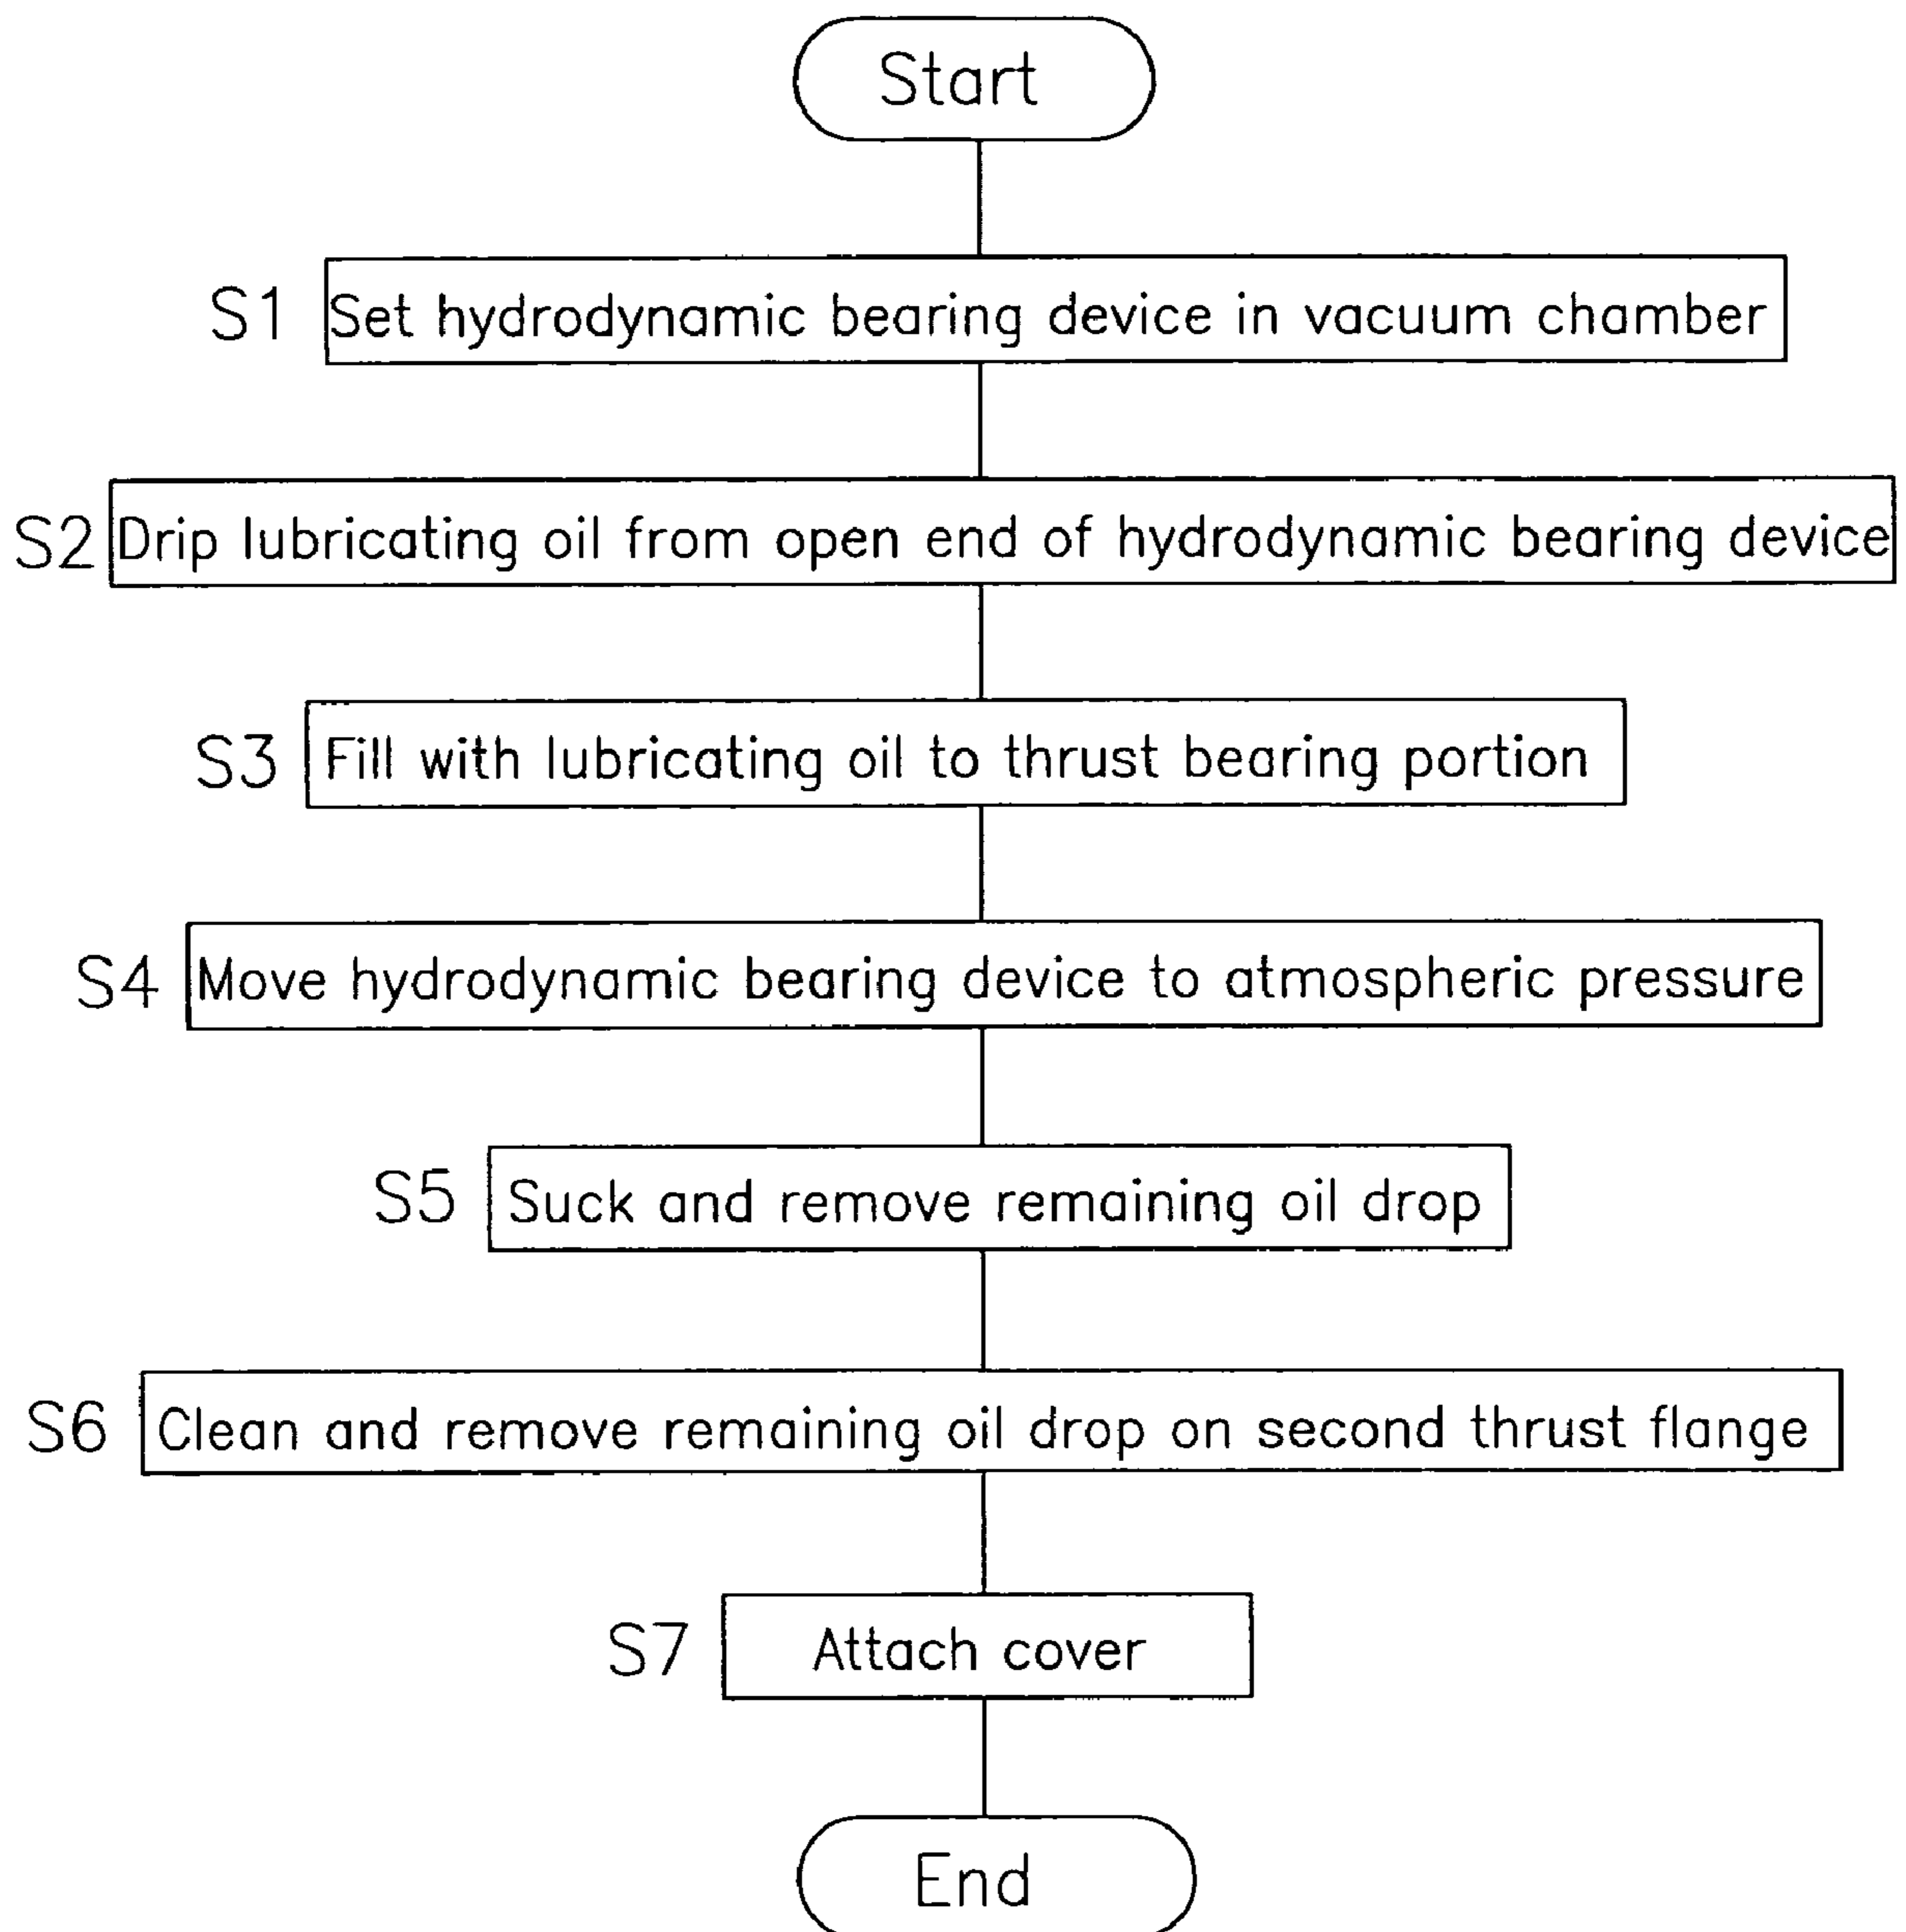 Start
S1 Set hydrodynamic bearing device in vacuum chamber
S2 Drip lubricating oil from open end of hydrodynamic bearing device
S3 Fill with lubricating oil to thrust bearing portion
S4 Move hydrodynamic bearing device to atmospheric pressure
S5 Suck and remove remaining oil drop
S6 Clean and remove remaining oil drop on second thrust flange
S7 Attach cover
End